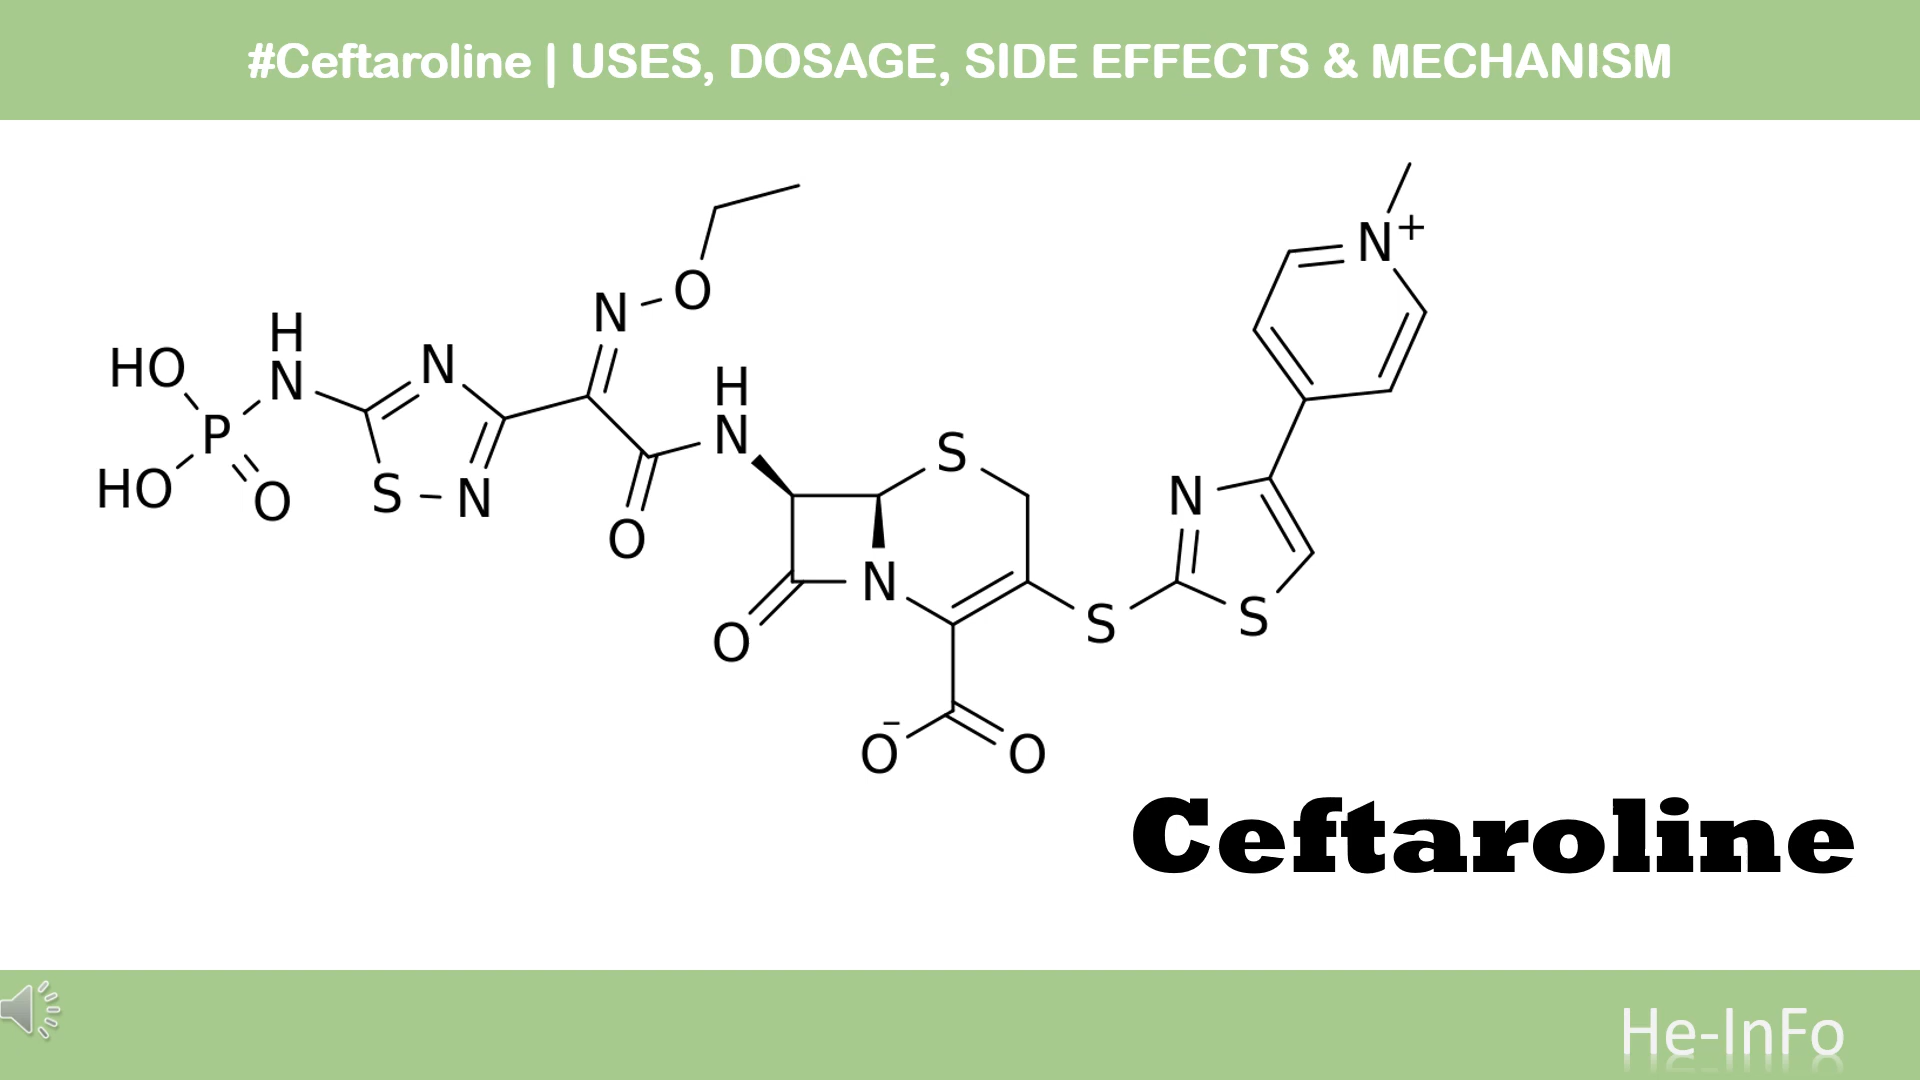 #Ceftaroline | USES, DOSAGE, SIDE EFFECTS & MECHANISM
N+
O
N
H
H
HO
N
N
H
N
P
S
HO
O
S
N
N
O
N
S
S
O
O-
O
Ceftaroline
He-InFo